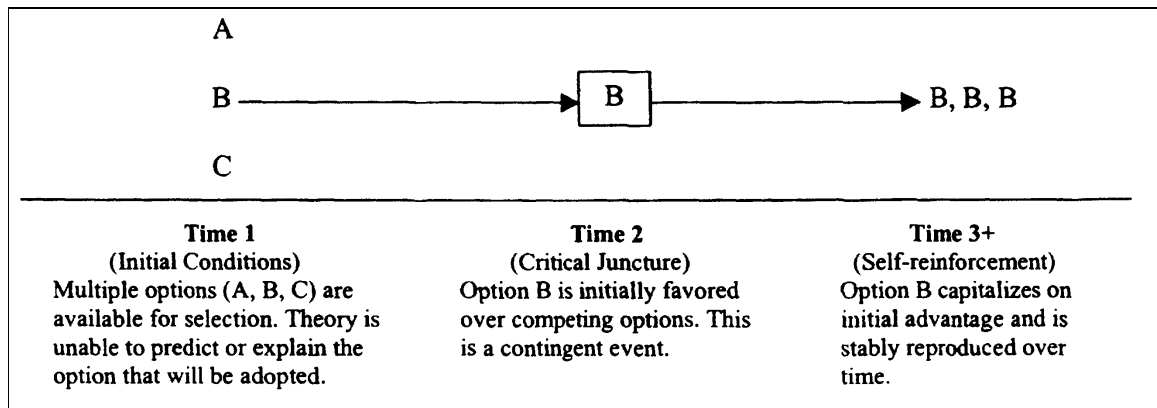 A
B B B, B, B
C
Time 1
(Initial Conditions)
Multiple options (A, B, C) are
available for selection. Theory is
unable to predict or explain the
option that will be adopted.
Time 2
(Critical Juncture)
Option B is initially favored
over competing options. This
is a contingent event.
Time 3+
(Self-reinforcement)
Option B capitalizes on
initial advantage and is
stably reproduced over
time.